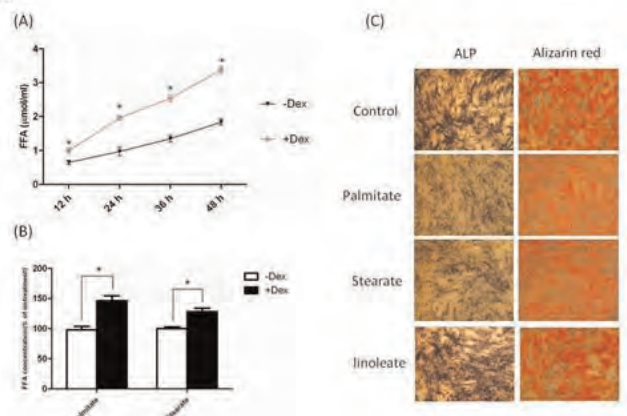 (A)
FFA (μmol/ml)
4
3
2
1
0
* * * *
12 h 24 h 36 h 48 h
-Dex
+Dex
(B)
200
150
100
50
0
* *
-Dex
+Dex
(C)
ALP Alizarin red
Control
Palmitate
Stearate
linoleate